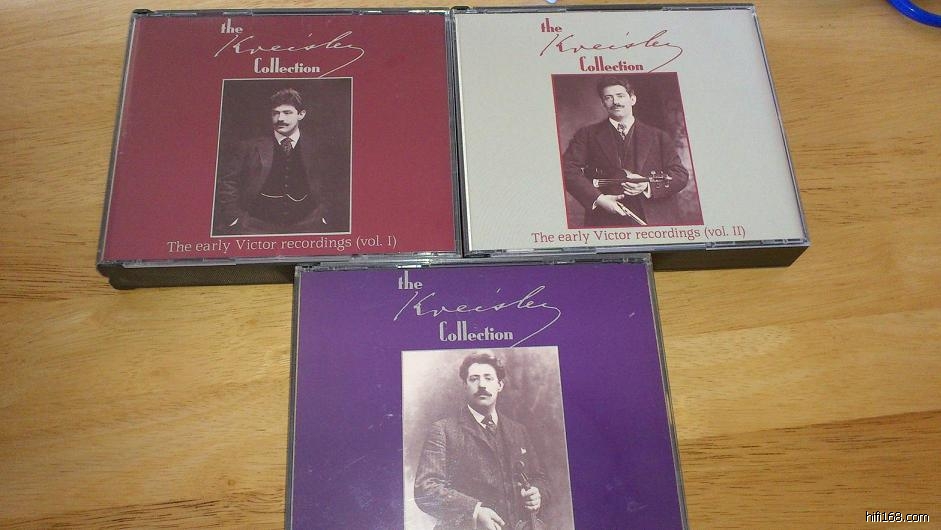 the
Kreisler
Collection
The early Victor recordings (vol. I)
the
Kreisler
Collection
The early Victor recordings (vol. II)
the
Kreisler
Collection
hifi168.com